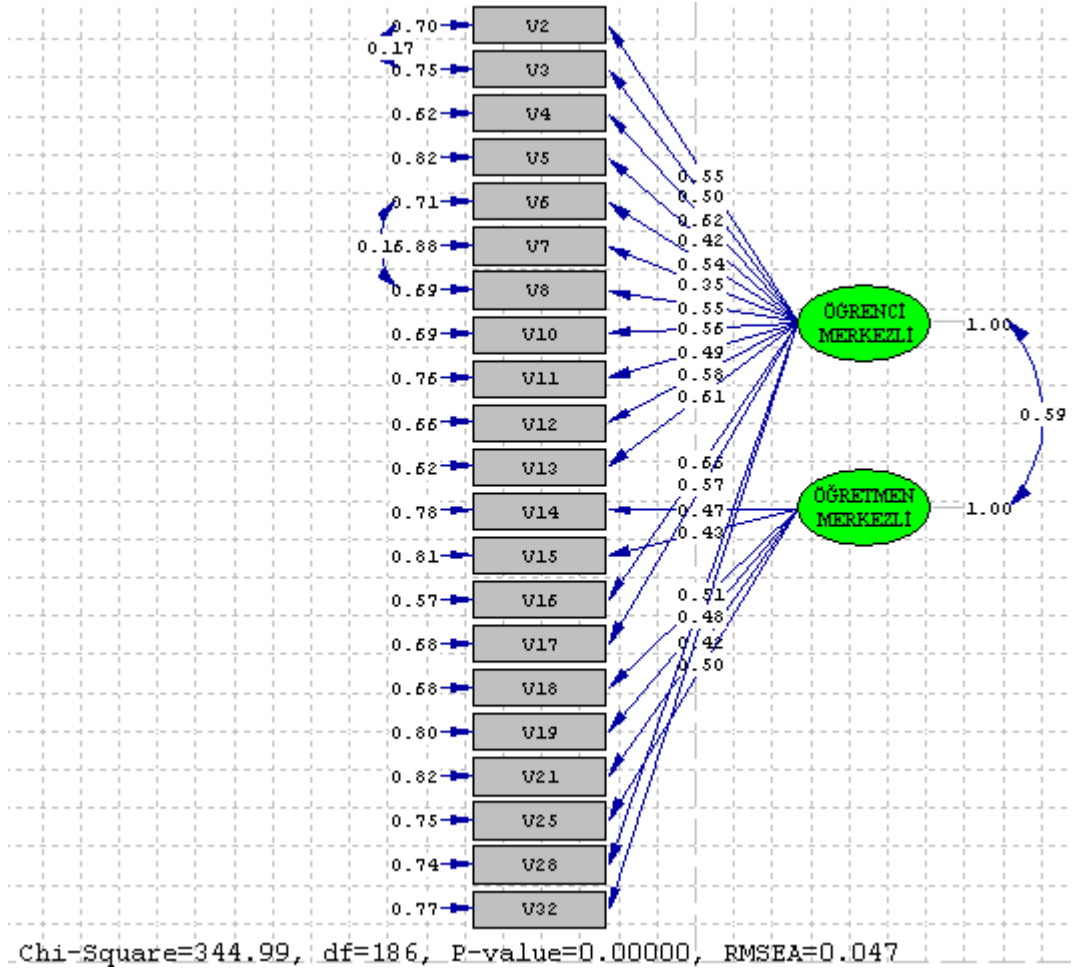 0.70 V2
0.17
0.75 V3
0.62 V4
0.82 V5
0.71 V6
0.16.88 V7
0.69 V8
0.69 V10
0.76 V11
0.66 V12
0.62 V13
0.78 V14
0.81 V15
0.57 V16
0.68 V17
0.68 V18
0.80 V19
0.82 V21
0.75 V25
0.74 V28
0.77 V32
0.55
0.50
0.62
0.42
0.54
0.35
0.55
0.56
0.49
0.58
0.61
0.66
0.57
0.47
0.43
0.51
0.48
0.42
0.50
ÖĞRENCİ
MERKEZLİ
1.00
0.59
ÖĞRETMEN
MERKEZLİ
1.00
Chi-Square=344.99, df=186, P-value=0.00000, RMSEA=0.047